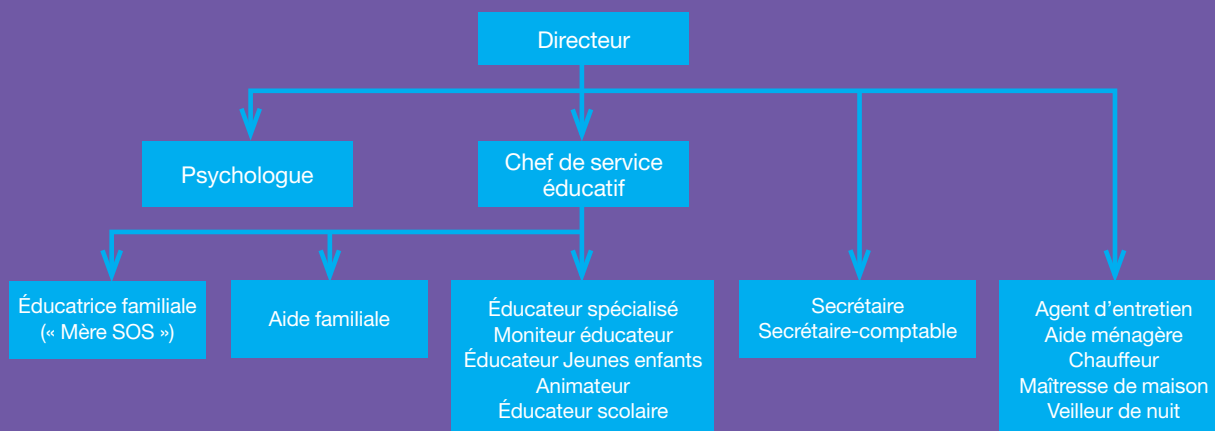 Directeur
Psychologue
Chef de service
éducatif
Éducatrice familiale
(« Mère SOS »)
Aide familiale
Éducateur spécialisé
Moniteur éducateur
Éducateur Jeunes enfants
Animateur
Éducateur scolaire
Secrétaire
Secrétaire-comptable
Agent d’entretien
Aide ménagère
Chauffeur
Maîtresse de maison
Veilleur de nuit